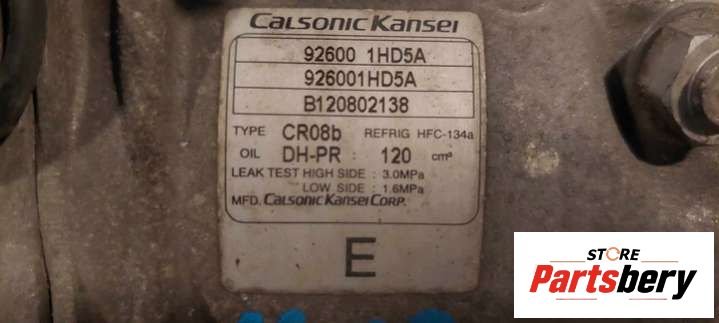 CALSONIC KANSEI
92600 1HD5A
926001HD5A
B120802138
TYPE CR08b REFRIG HFC-134a
OIL DH-PR : 120 cm³
LEAK TEST HIGH SIDE : 3.0MPa
LOW SIDE : 1.6MPa
MFD. CALSONIC KANSEI CORP.
E
STORE
Partsbery